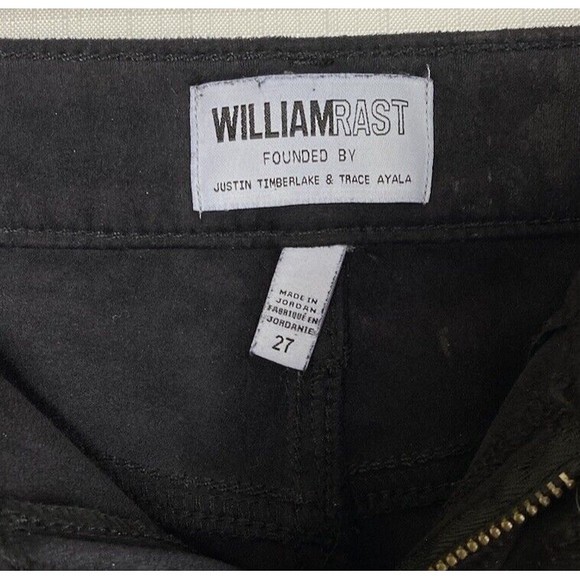 WILLIAMRAST
FOUNDED BY
JUSTIN TIMBERLAKE & TRACE AYALA
MADE IN
JORDAN
FABRIQUÉ EN
JORDANIE
27